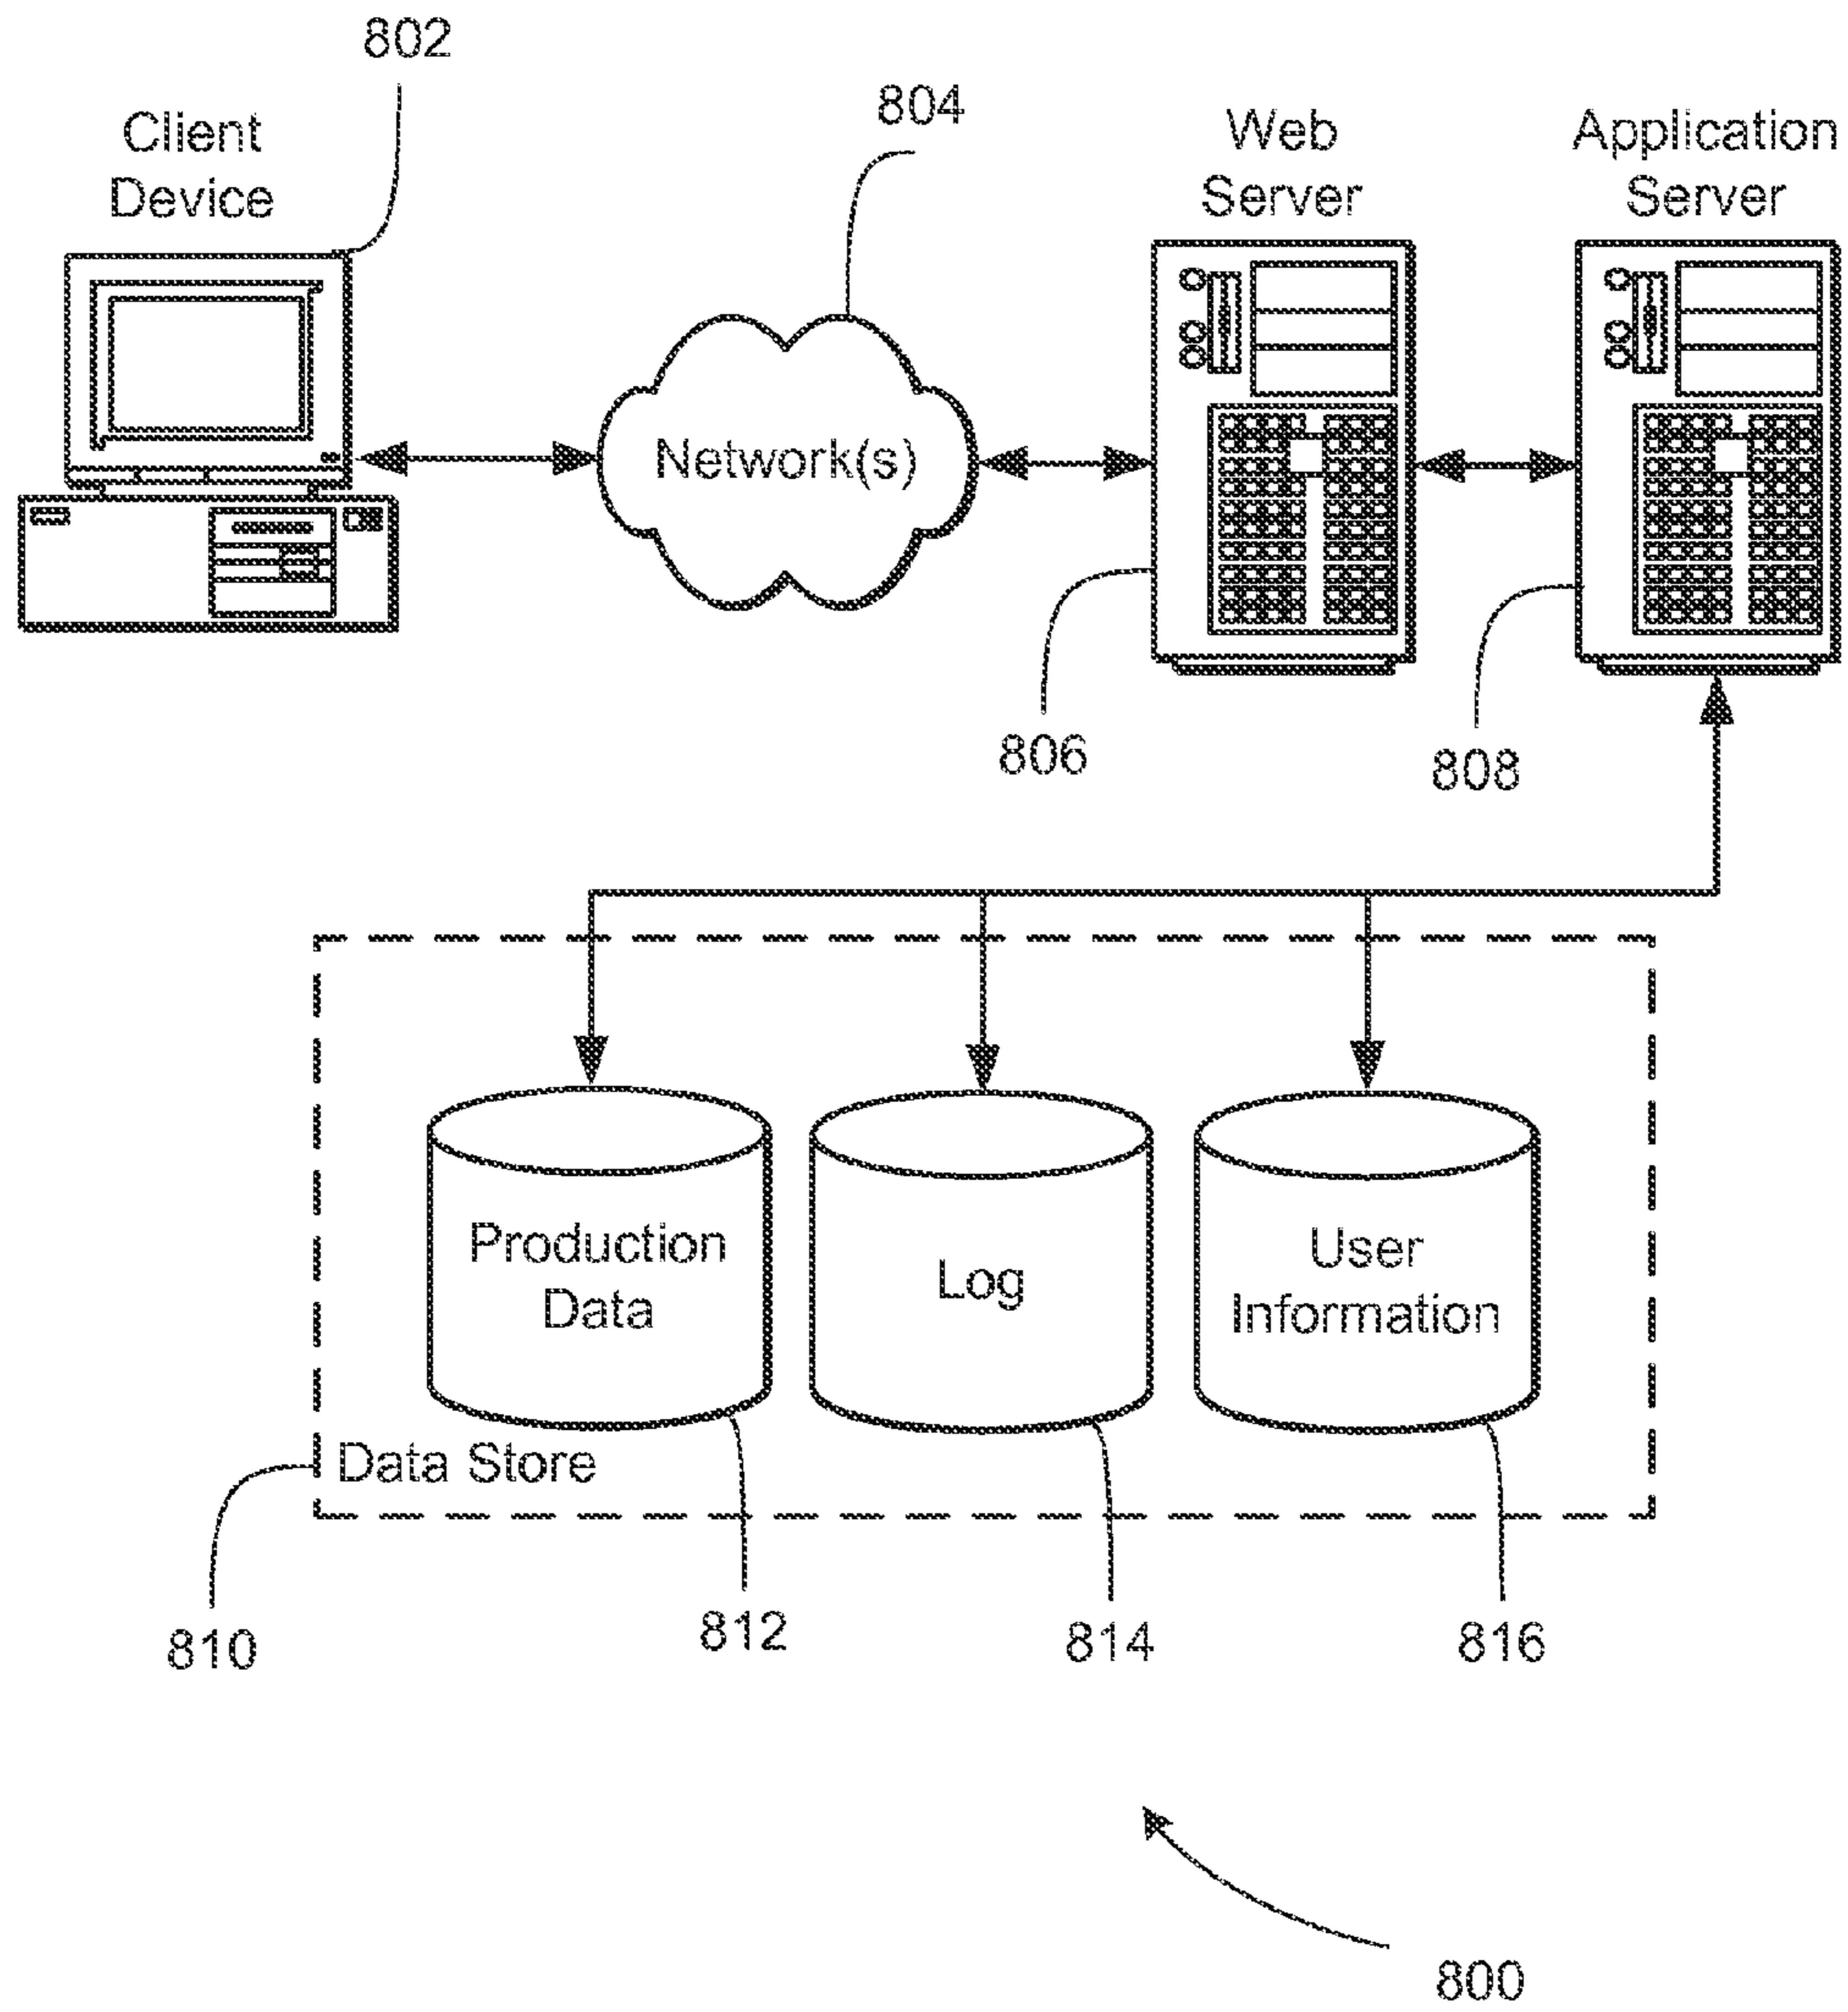 802
804
Client
Device
Web
Server
Application
Server
Network(s)
806
808
Production
Data
Log
User
Information
Data Store
810
812
814
816
800